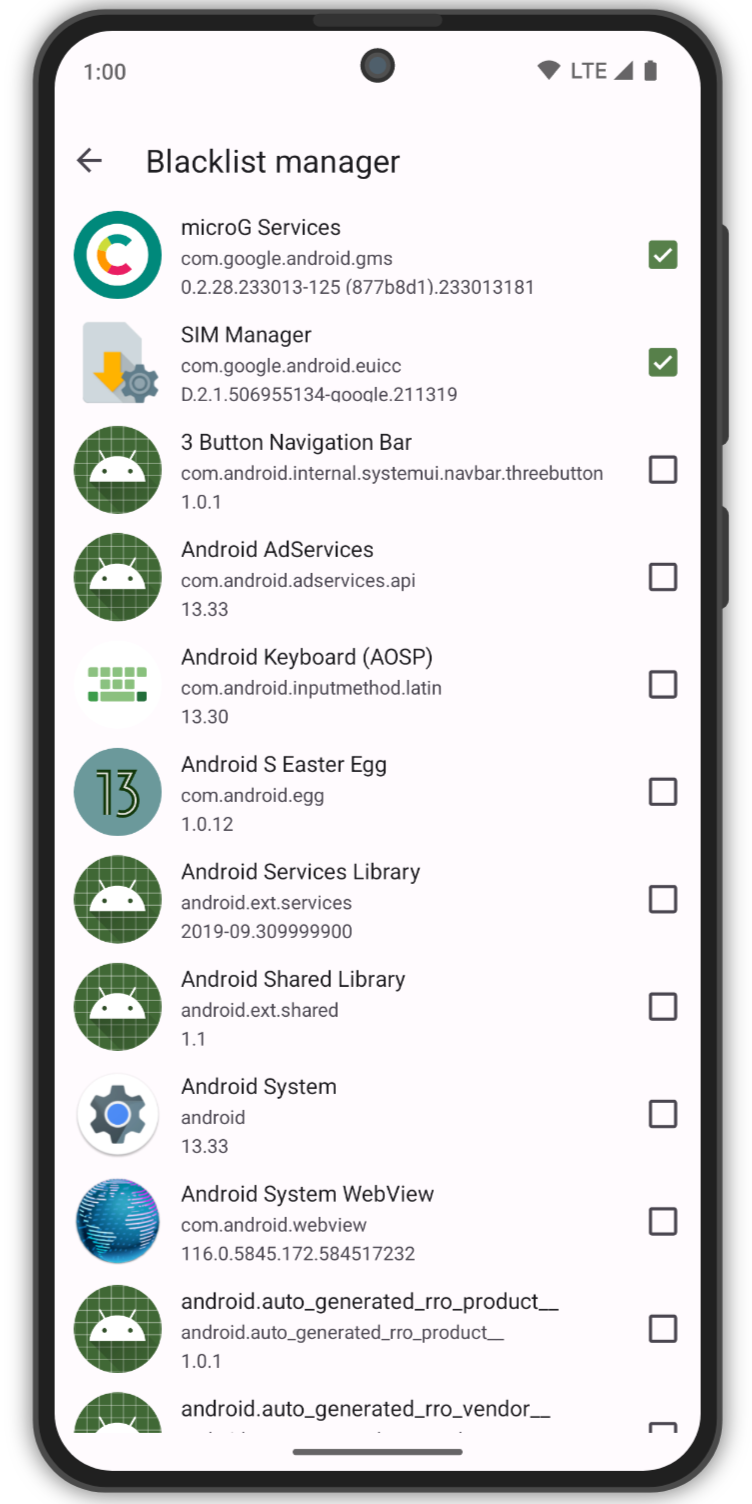 1:00
LTE
Blacklist manager
microG Services
com.google.android.gms
0.2.28.233013-125 (877b8d1).233013181
SIM Manager
com.google.android.euicc
D.2.1.506955134-google.211319
3 Button Navigation Bar
com.android.internal.systemui.navbar.threebutton
1.0.1
Android AdServices
com.android.adservices.api
13.33
Android Keyboard (AOSP)
com.android.inputmethod.latin
13.30
Android S Easter Egg
com.android.egg
1.0.12
13
Android Services Library
android.ext.services
2019-09.309999900
Android Shared Library
android.ext.shared
1.1
Android System
android
13.33
Android System WebView
com.android.webview
116.0.5845.172.584517232
android.auto_generated_rro_product__
android.auto_generated_rro_product__
1.0.1
android.auto_generated_rro_vendor__